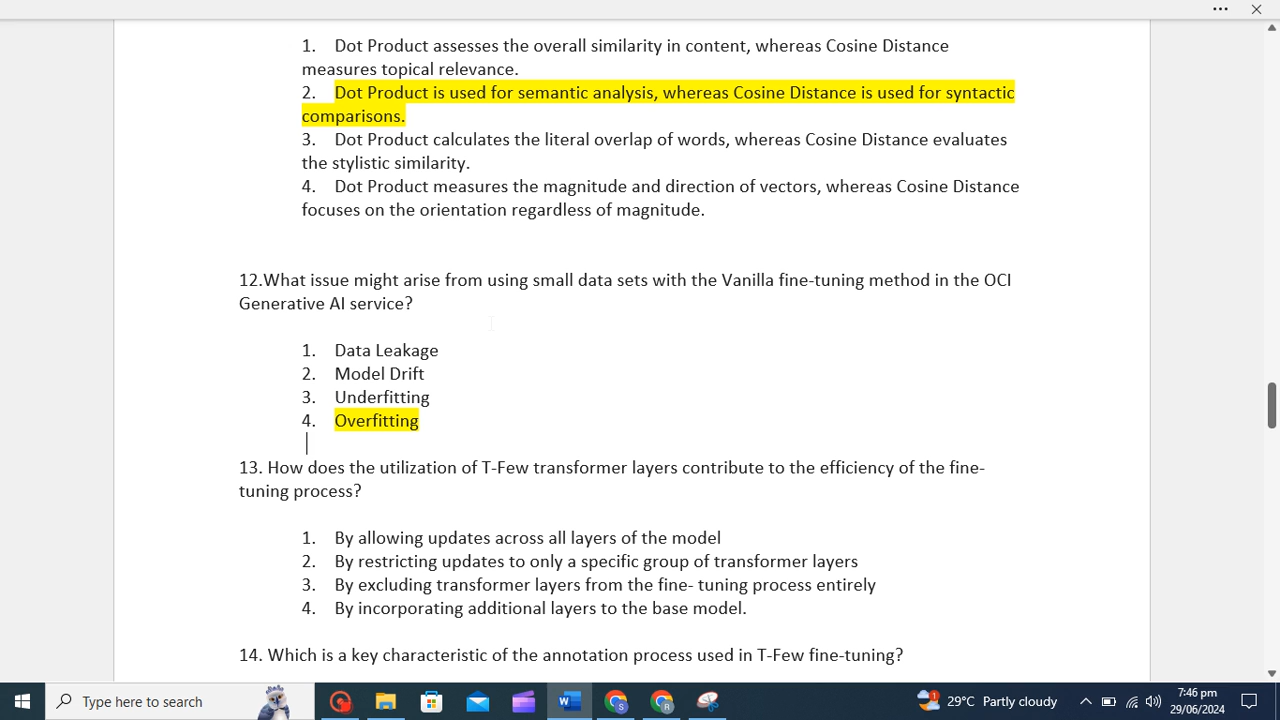 1. Dot Product assesses the overall similarity in content, whereas Cosine Distance
measures topical relevance.
2. Dot Product is used for semantic analysis, whereas Cosine Distance is used for syntactic
comparisons.
3. Dot Product calculates the literal overlap of words, whereas Cosine Distance evaluates
the stylistic similarity.
4. Dot Product measures the magnitude and direction of vectors, whereas Cosine Distance
focuses on the orientation regardless of magnitude.
12.What issue might arise from using small data sets with the Vanilla fine-tuning method in the OCI
Generative AI service?
1. Data Leakage
2. Model Drift
3. Underfitting
4. Overfitting
13. How does the utilization of T-Few transformer layers contribute to the efficiency of the fine-
tuning process?
1. By allowing updates across all layers of the model
2. By restricting updates to only a specific group of transformer layers
3. By excluding transformer layers from the fine- tuning process entirely
4. By incorporating additional layers to the base model.
14. Which is a key characteristic of the annotation process used in T-Few fine-tuning?
Type here to search
29°C Partly cloudy
7:46 pm
29/06/2024